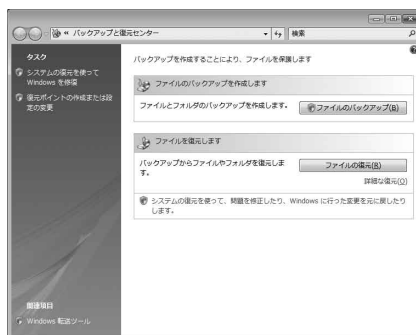 « バックアップと復元センター
検索
タスク
システムの復元を使って
Windows を修復
復元ポイントの作成または設
定の変更
バックアップを作成することにより、ファイルを保護します
ファイルのバックアップを作成します
ファイルとフォルダのバックアップを作成します。
ファイルのバックアップ(B)
ファイルを復元します
バックアップからファイルやフォルダを復元しま
す。
ファイルの復元(R)
詳細な復元(O)
システムの復元を使って、問題を修正したり、Windows に行った変更を元に戻したり
します。
関連項目
Windows 転送ツール